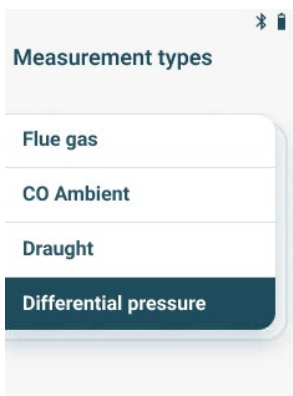 Measurement types
Flue gas
CO Ambient
Draught
Differential pressure